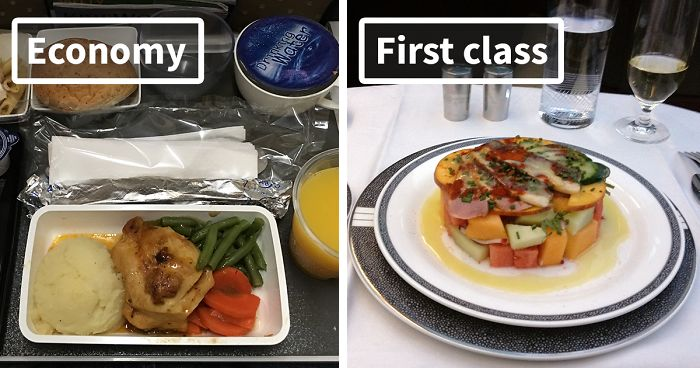 Economy
First class
Drinking
Water